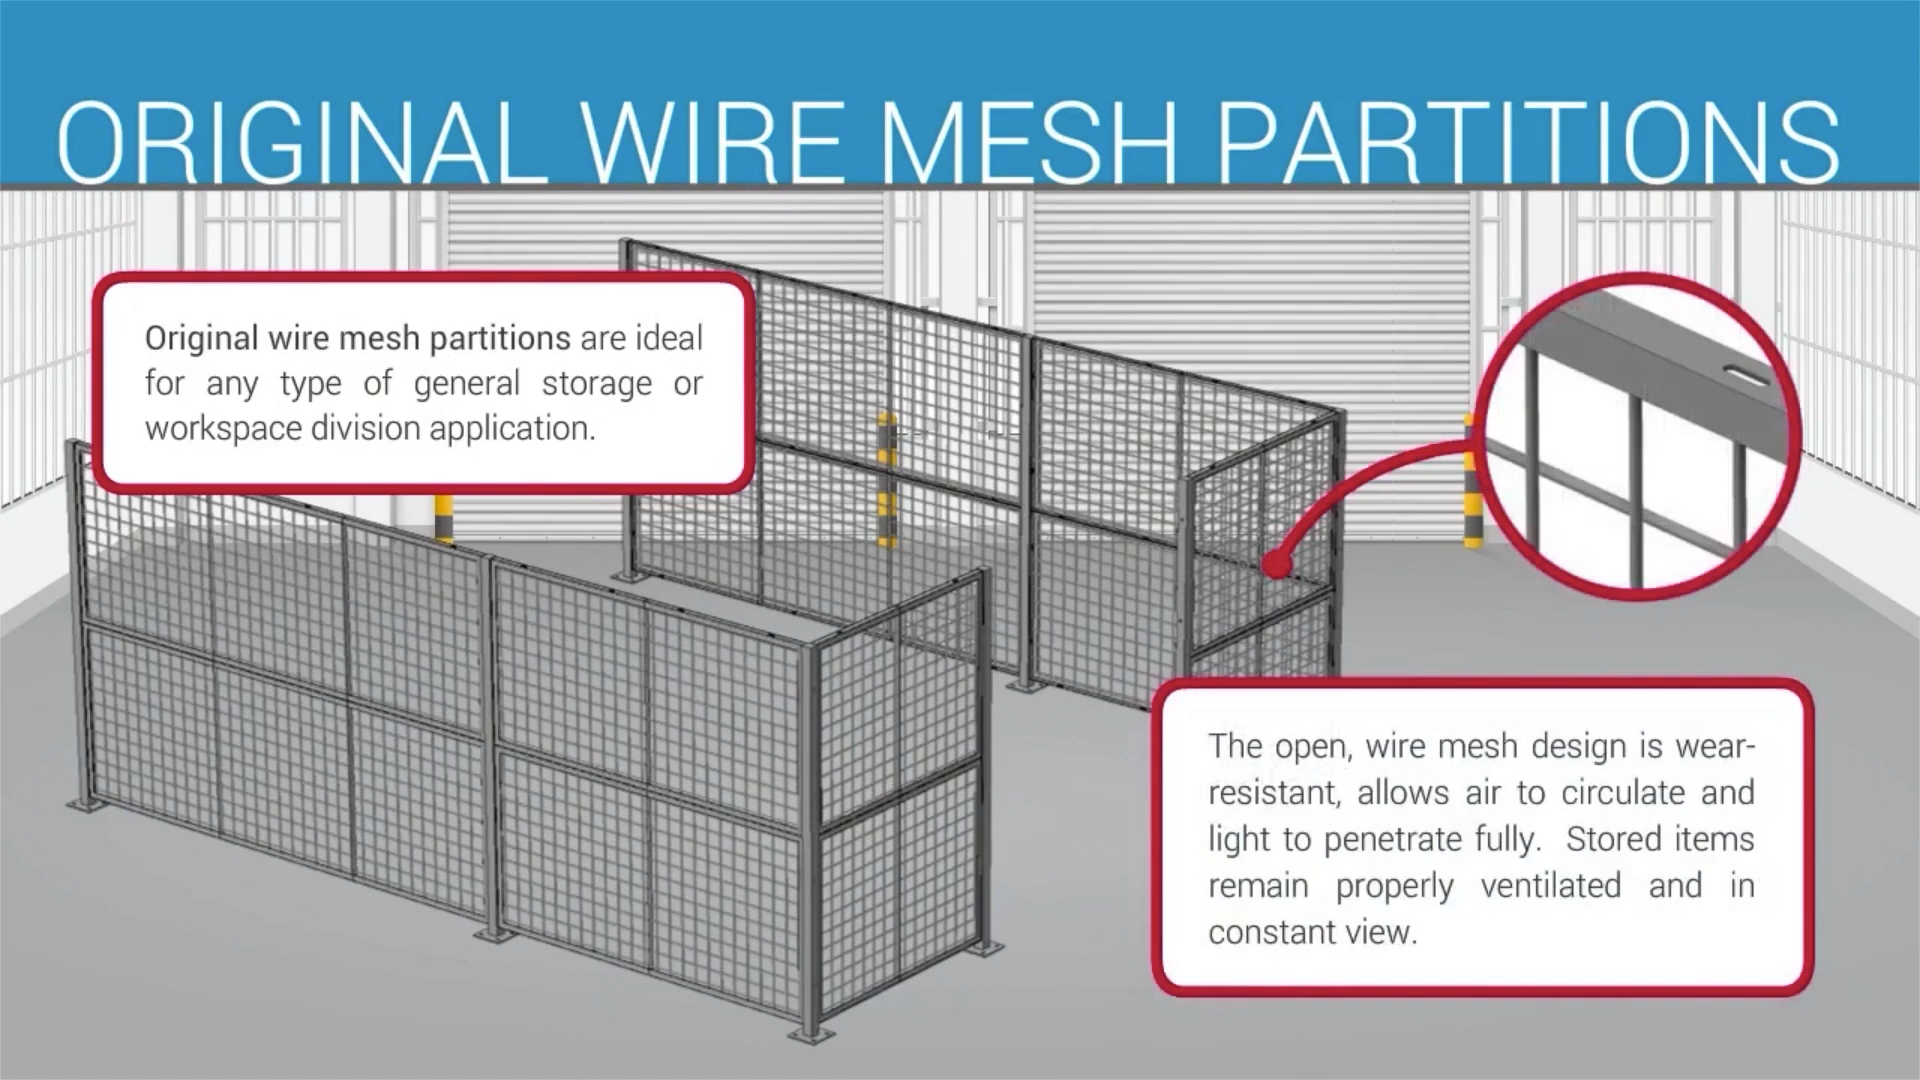 ORIGINAL WIRE MESH PARTITIONS
Original wire mesh partitions are ideal
for any type of general storage or
workspace division application.
The open, wire mesh design is wear-
resistant, allows air to circulate and
light to penetrate fully. Stored items
remain properly ventilated and in
constant view.